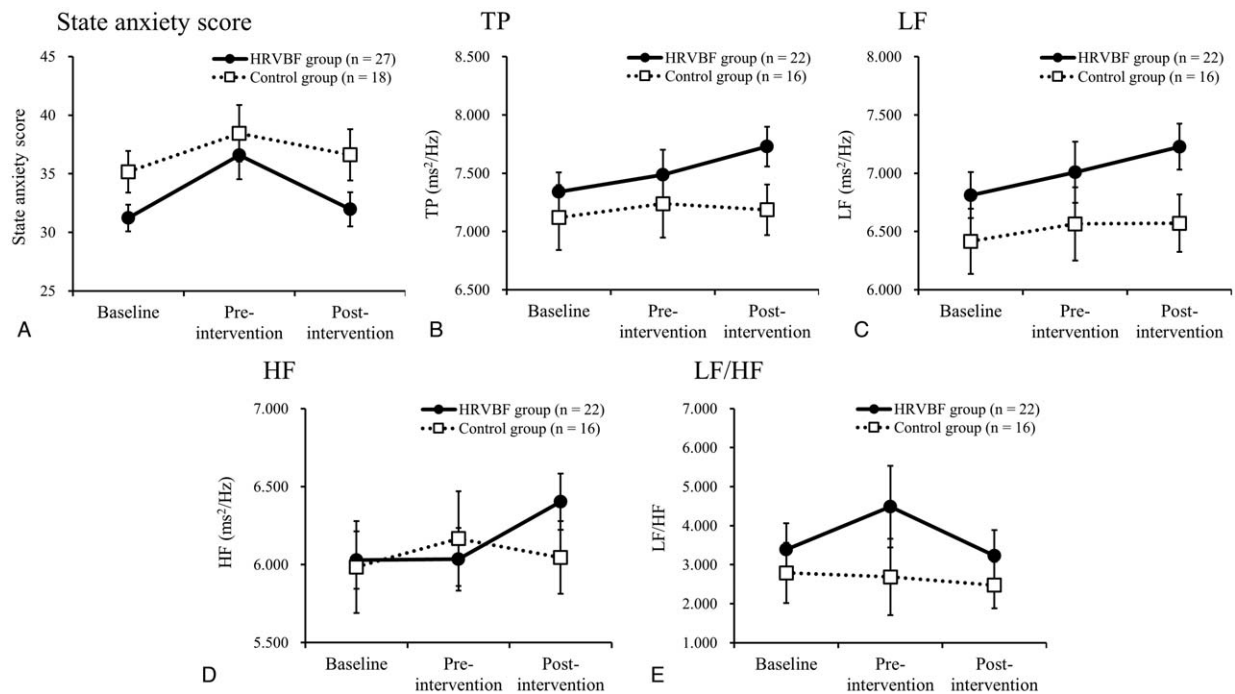 State anxiety score
HRVBF group (n = 27)
Control group (n = 18)
State anxiety score
45
40
35
30
25
Baseline
Pre-
intervention
Post-
intervention
A
TP
HRVBF group (n = 22)
Control group (n = 16)
TP (ms²/Hz)
8.500
8.000
7.500
7.000
6.500
Baseline
Pre-
intervention
Post-
intervention
B
LF
HRVBF group (n = 22)
Control group (n = 16)
LF (ms²/Hz)
8.000
7.500
7.000
6.500
6.000
Baseline
Pre-
intervention
Post-
intervention
C
HF
HRVBF group (n = 22)
Control group (n = 16)
HF (ms²/Hz)
7.000
6.500
6.000
5.500
Baseline
Pre-
intervention
Post-
intervention
D
LF/HF
HRVBF group (n = 22)
Control group (n = 16)
LF/HF
7.000
6.000
5.000
4.000
3.000
2.000
1.000
Baseline
Pre-
intervention
Post-
intervention
E